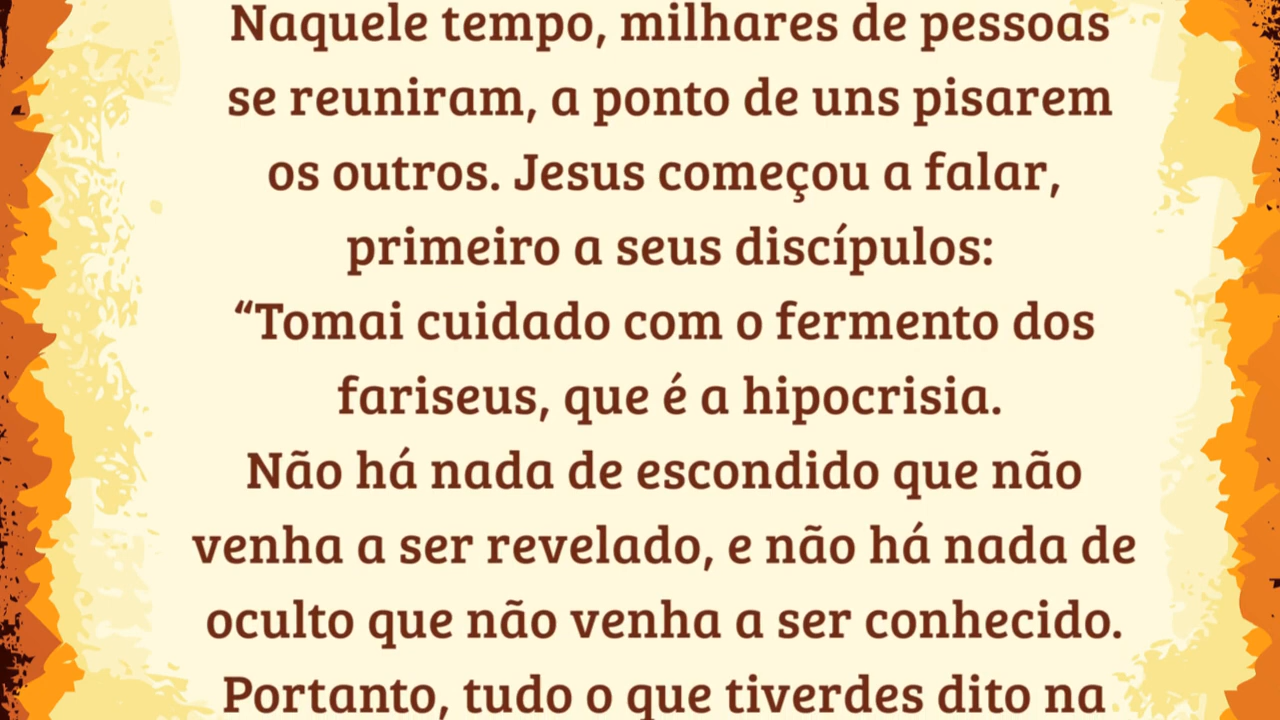 Naquele tempo, milhares de pessoas
se reuniram, a ponto de uns pisarem
os outros. Jesus começou a falar,
primeiro a seus discípulos:
“Tomai cuidado com o fermento dos
fariseus, que é a hipocrisia.
Não há nada de escondido que não
venha a ser revelado, e não há nada de
oculto que não venha a ser conhecido.
Portanto, tudo o que tiverdes dito na